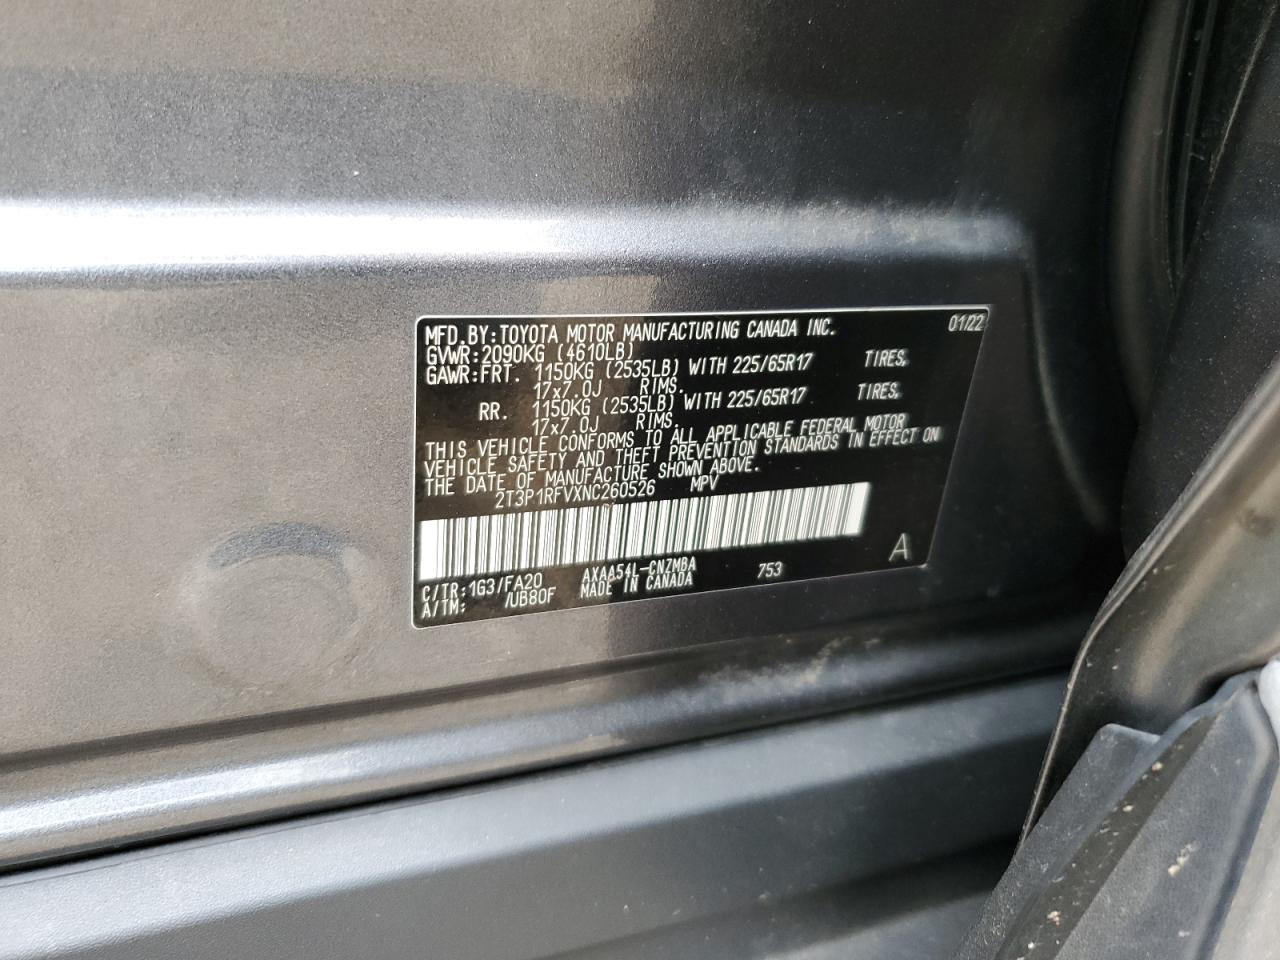 MFD.BY:TOYOTA MOTOR MANUFACTURING CANADA INC. 01/22
GVWR:2090KG (4610LB)
GAWR:FRT. 1150KG (2535LB) WITH 225/65R17 TIRES,
17x7.0J RIMS.
RR. 1150KG (2535LB) WITH 225/65R17 TIRES,
17x7.0J RIMS.
THIS VEHICLE CONFORMS TO ALL APPLICABLE FEDERAL MOTOR
VEHICLE SAFETY AND THEFT PREVENTION STANDARDS IN EFFECT ON
THE DATE OF MANUFACTURE SHOWN ABOVE.
2T3P1RFVXNC260526 MPV
C/TR:1G3/FA20 AXAA54L-CNZMBA 753 A
A/TM: /UB80F MADE IN CANADA